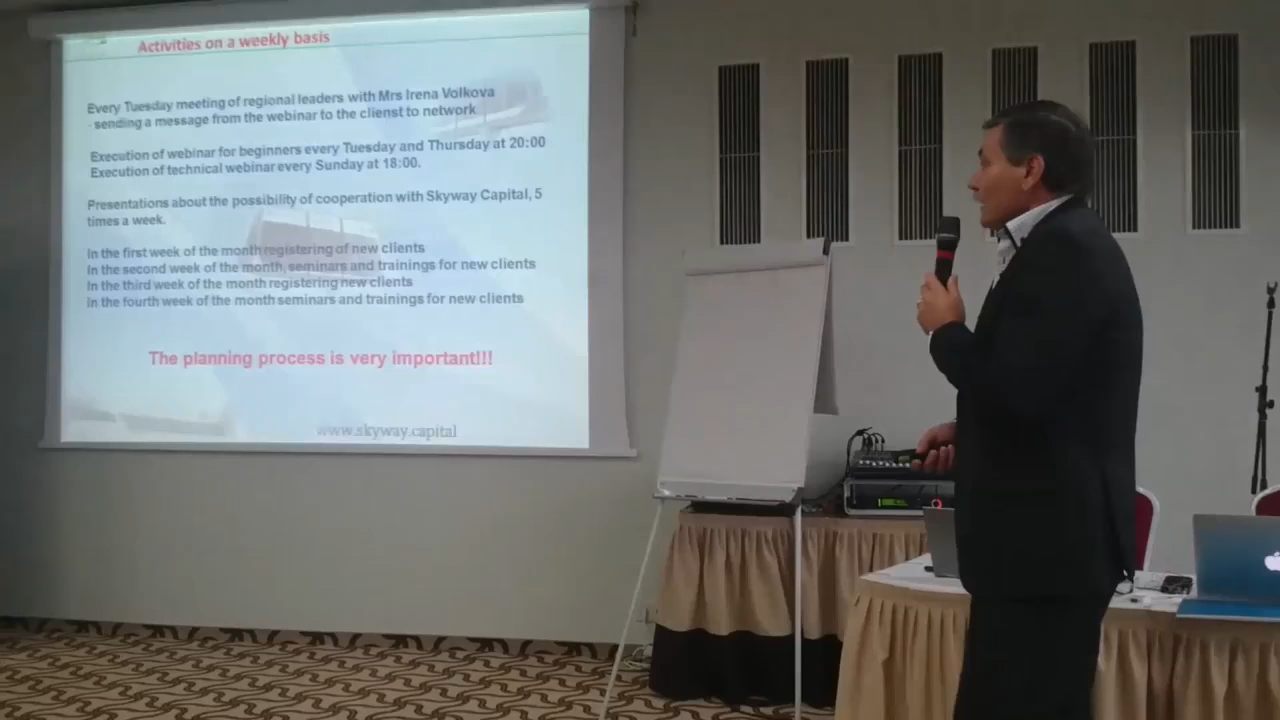 Activities on a weekly basis
Every Tuesday meeting of regional leaders with Mrs Irena Volkova
- sending a message from the webinar to the clienst to network
Execution of webinar for beginners every Tuesday and Thursday at 20:00
Execution of technical webinar every Sunday at 18:00.
Presentations about the possibility of cooperation with Skyway Capital, 5
times a week.
In the first week of the month registering of new clients
In the second week of the month, seminars and trainings for new clients
In the third week of the month registering new clients
In the fourth week of the month seminars and trainings for new clients
The planning process is very important!!!
www.skyway.capital